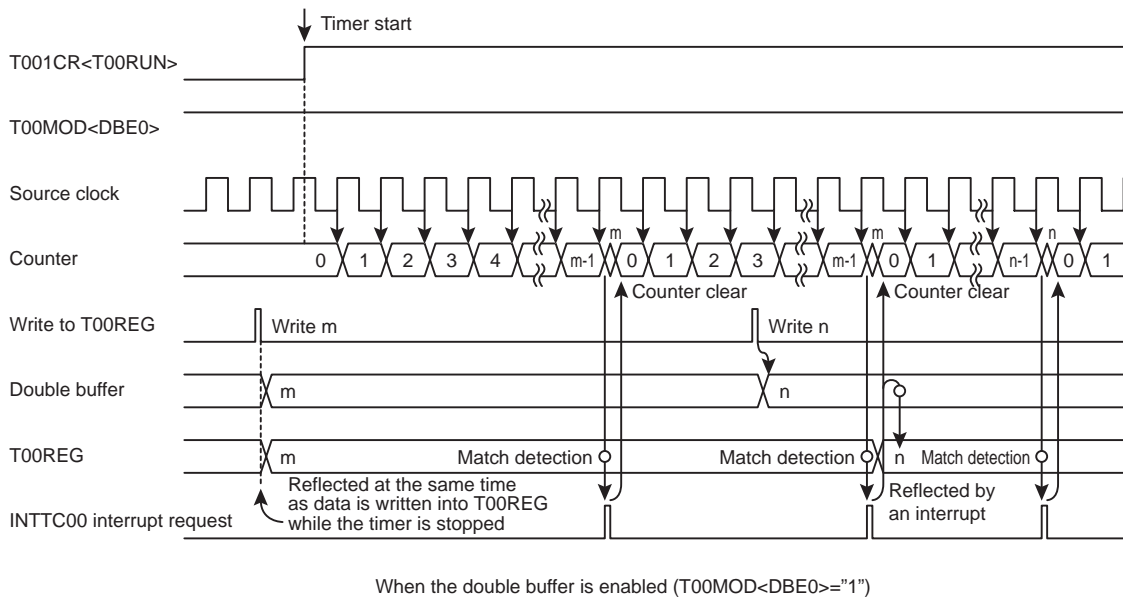 Timer start
T001CR<T00RUN>
T00MOD<DBE0>
Source clock
m m n
Counter 0 1 2 3 4 m-1 0 1 2 3 m-1 0 1 n-1 0 1
Counter clear Counter clear
Write to T00REG Write m Write n
Double buffer m n
T00REG m Match detection Match detection n Match detection
Reflected at the same time
as data is written into T00REG
while the timer is stopped
Reflected by
an interrupt
INTTC00 interrupt request
When the double buffer is enabled (T00MOD<DBE0>=”1”)